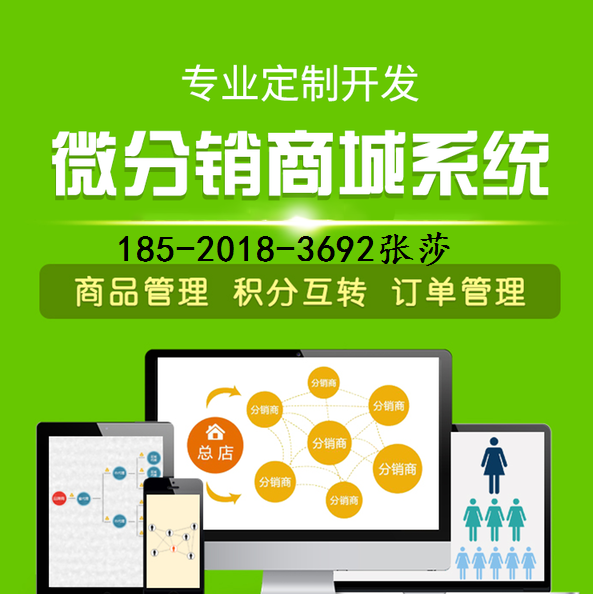 专业定制开发
微分销商城系统
185-2018-3692张莎
商品管理 积分互转 订单管理
总店
分销商
分销商
分销商
分销商
分销商
分销商
分销商